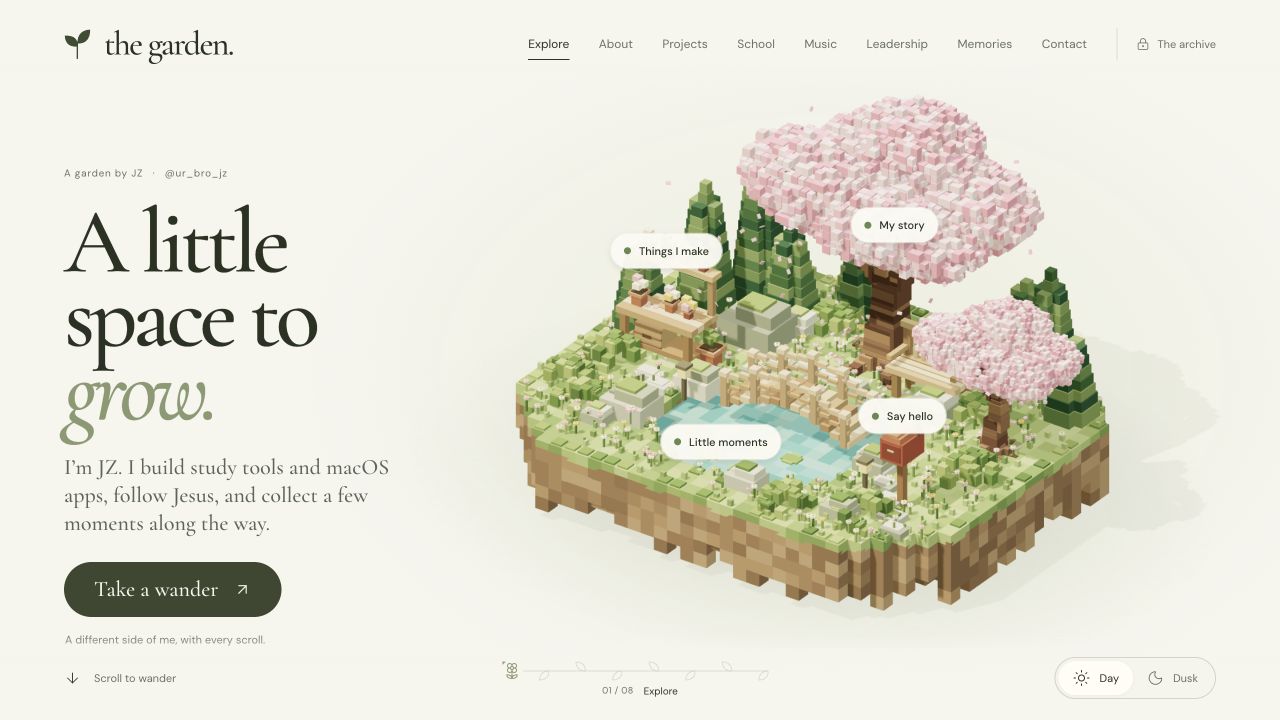 the garden.
Explore
About
Projects
School
Music
Leadership
Memories
Contact
The archive
A garden by JZ · @ur_bro_jz
A little
space to
grow.
I'm JZ. I build study tools and macOS
apps, follow Jesus, and collect a few
moments along the way.
Take a wander
A different side of me, with every scroll.
Scroll to wander
My story
Things I make
Say hello
Little moments
01 / 08 Explore
Day
Dusk